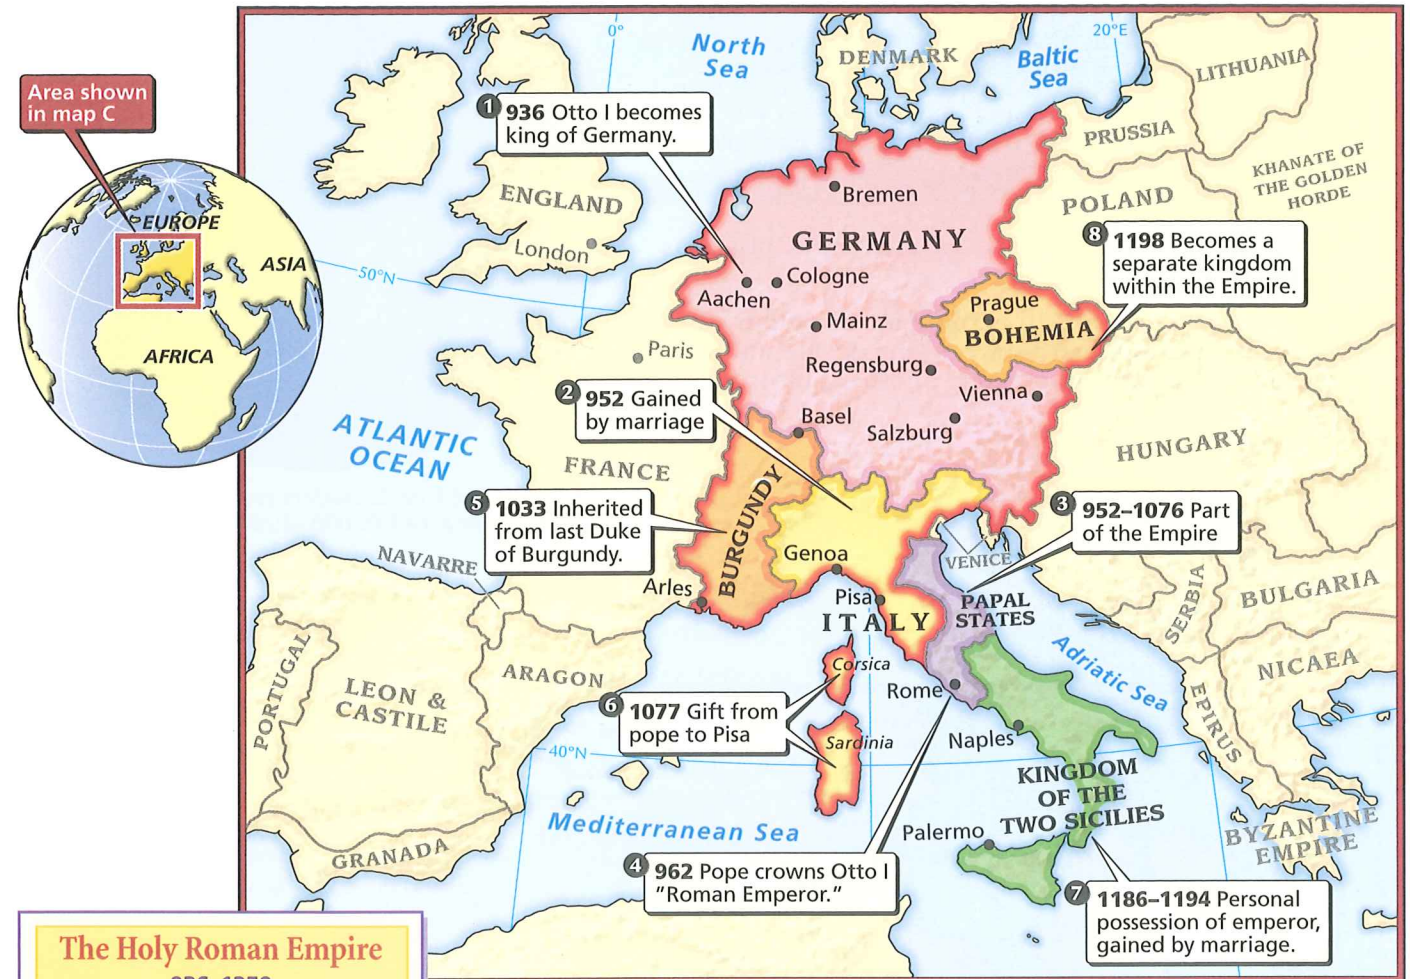 Area shown
in map C
EUROPE
ASIA
AFRICA
0°
20°E
50°N
40°N
North
Sea
DENMARK
Baltic
Sea
LITHUANIA
PRUSSIA
KHANATE OF
THE GOLDEN
HORDE
POLAND
1 936 Otto I becomes
king of Germany.
ENGLAND
London
Bremen
GERMANY
8 1198 Becomes a
separate kingdom
within the Empire.
Cologne
Aachen
Prague
BOHEMIA
Mainz
Paris
Regensburg
Vienna
2 952 Gained
by marriage
Basel
Salzburg
ATLANTIC
OCEAN
FRANCE
HUNGARY
BURGUNDY
5 1033 Inherited
from last Duke
of Burgundy.
3 952–1076 Part
of the Empire
NAVARRE
Genoa
VENICE
Arles
Pisa
ITALY
PAPAL
STATES
SERBIA
BULGARIA
PORTUGAL
LEON &
CASTILE
ARAGON
Corsica
Adriatic Sea
NICAEA
EPIRUS
Rome
6 1077 Gift from
pope to Pisa
Sardinia
Naples
KINGDOM
OF THE
TWO SICILIES
Mediterranean Sea
Palermo
BYZANTINE
EMPIRE
GRANADA
4 962 Pope crowns Otto I
"Roman Emperor."
7 1186–1194 Personal
possession of emperor,
gained by marriage.
The Holy Roman Empire